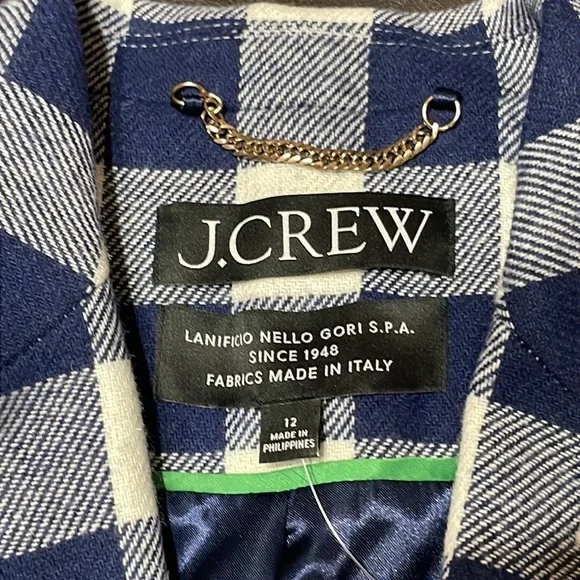 J.CREW
LANIFICIO NELLO GORI S.P.A.
SINCE 1948
FABRICS MADE IN ITALY
12
MADE IN
PHILIPPINES